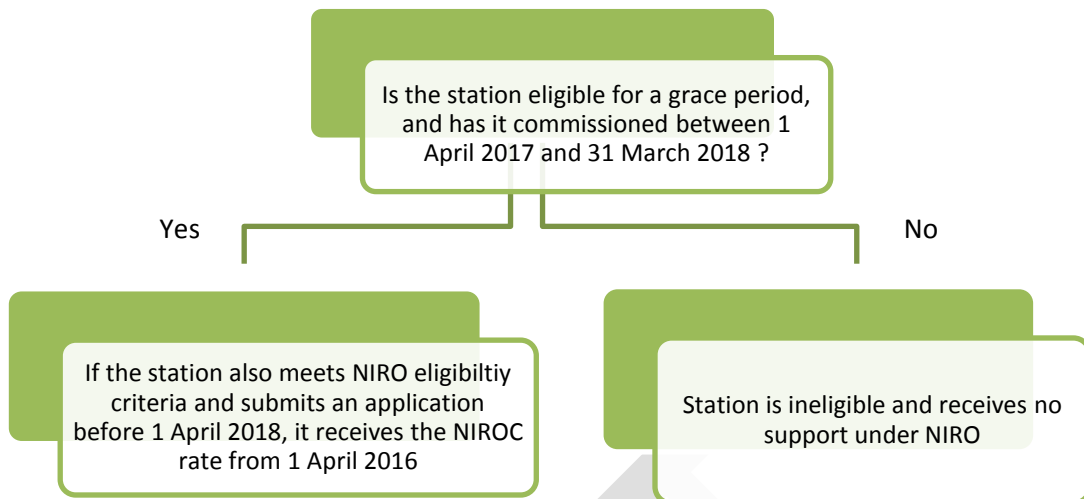 Is the station eligible for a grace period,
and has it commissioned between 1
April 2017 and 31 March 2018 ?
Yes
No
If the station also meets NIRO eligibiltiy
criteria and submits an application
before 1 April 2018, it receives the NIROC
rate from 1 April 2016
Station is ineligible and receives no
support under NIRO